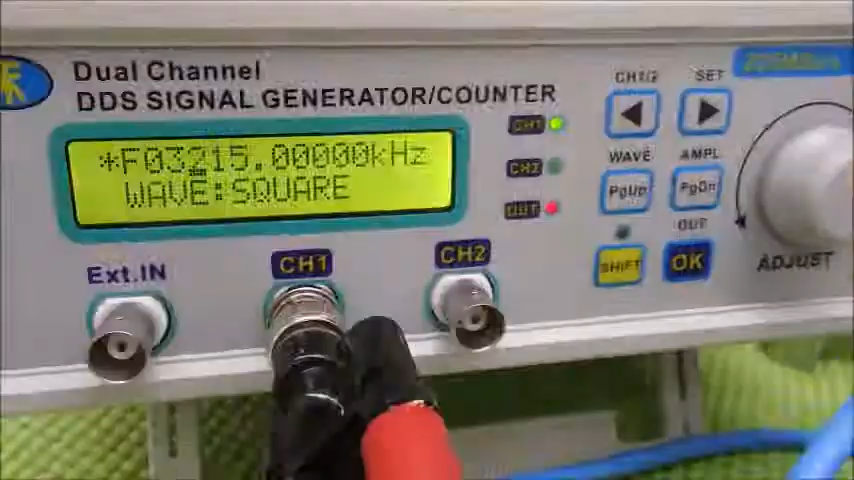 Dual Channel
DDS SIGNAL GENERATOR/COUNTER
*F03215.00000kHz
WAVE:SQUARE
CH1
CH2
OUT
CH1/2
SET
WAVE
AMPL
PgUp
PgDn
OUT
SHIFT
OK
ADJUST
Ext.IN
CH1
CH2